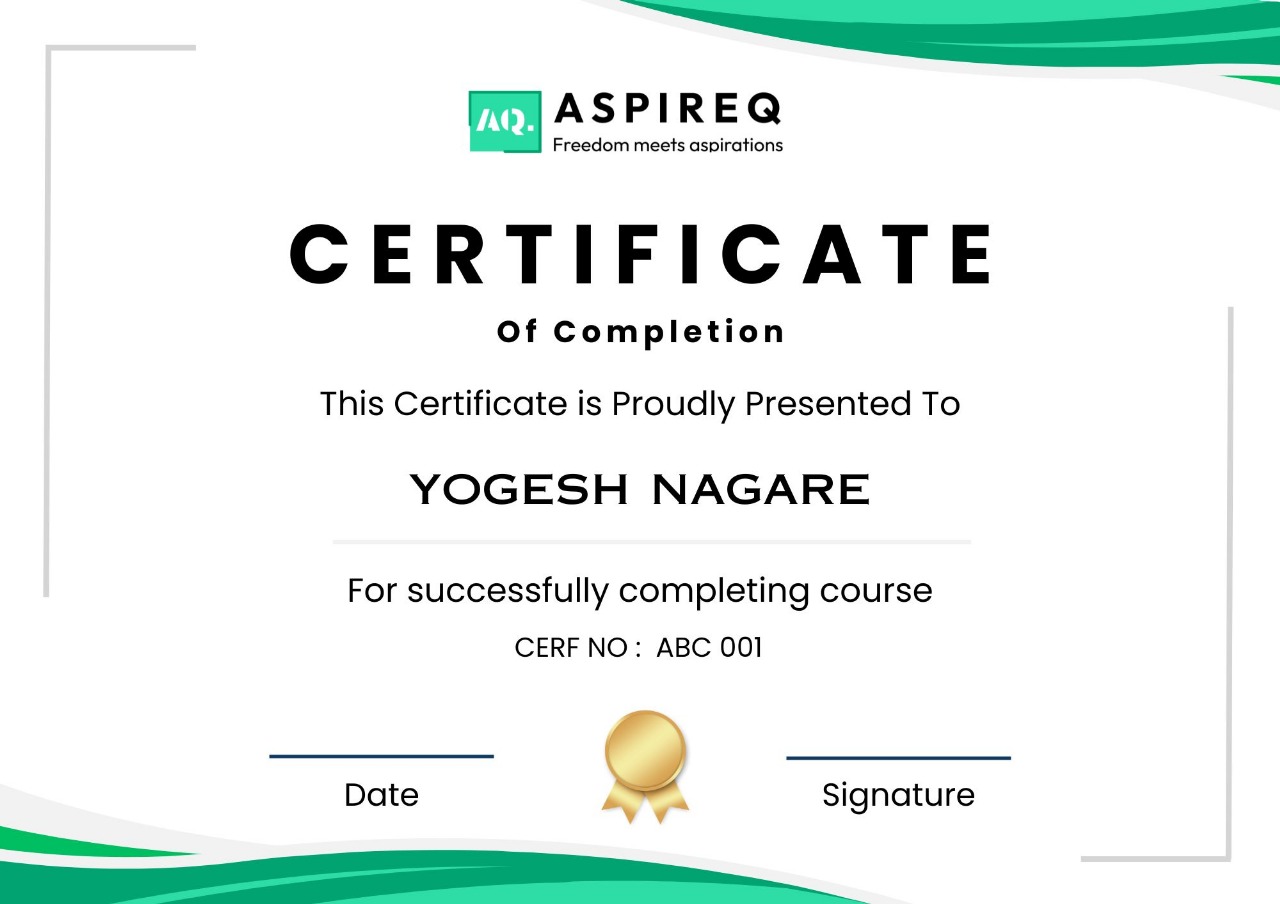 AQ.
ASPIREQ
Freedom meets aspirations
CERTIFICATE
Of Completion
This Certificate is Proudly Presented To
YOGESH NAGARE
For successfully completing course
CERF NO : ABC 001
Date
Signature